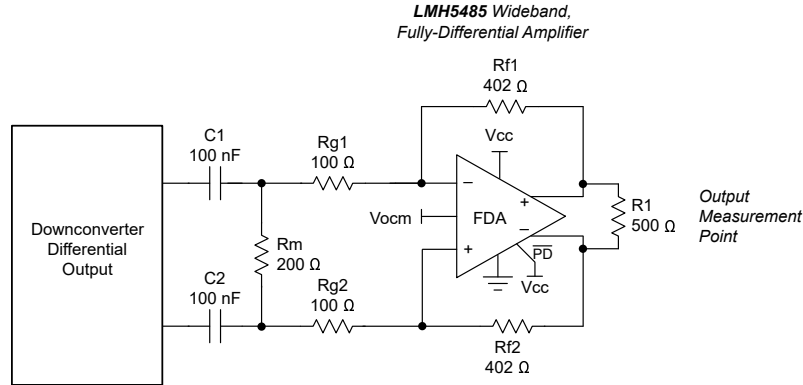 LMH5485 Wideband,
Fully-Differential Amplifier
Rf1
402 Ω
C1
100 nF
Rg1
100 Ω
Vcc
−
+
Vocm
FDA
R1
500 Ω
Output
Measurement
Point
Downconverter
Differential
Output
Rm
200 Ω
−
+
PD
Vcc
C2
100 nF
Rg2
100 Ω
Rf2
402 Ω